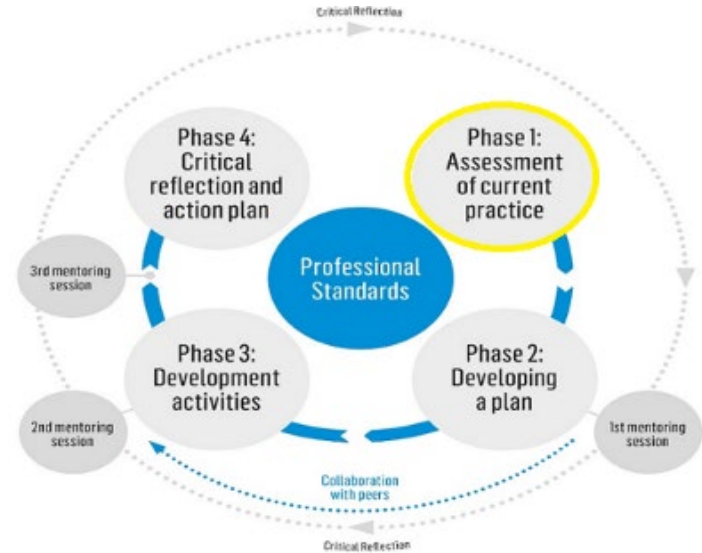 Critical Reflection
Phase 4:
Critical
reflection and
action plan
Phase 1:
Assessment
of current
practice
Professional
Standards
3rd mentoring
session
Phase 3:
Development
activities
Phase 2:
Developing
a plan
2nd mentoring
session
1st mentoring
session
Collaboration
with peers
Critical Reflection